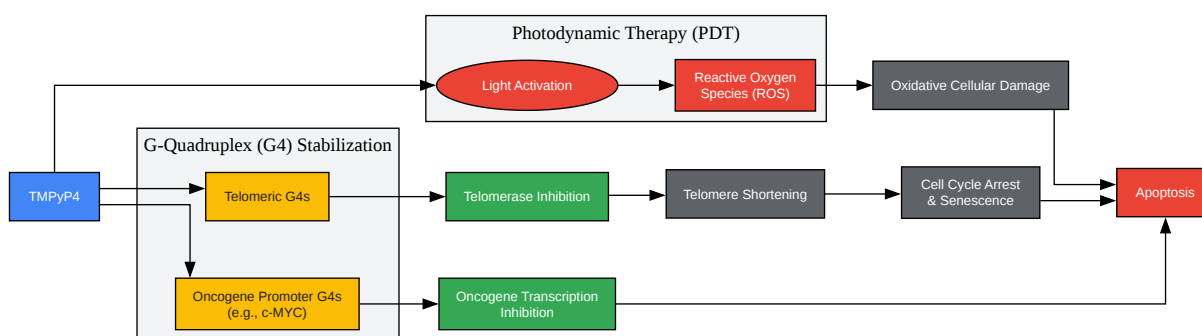 Photodynamic Therapy (PDT)
Light Activation
Reactive Oxygen
Species (ROS)
Oxidative Cellular Damage
G-Quadruplex (G4) Stabilization
TMPyP4
Telomeric G4s
Telomerase Inhibition
Telomere Shortening
Cell Cycle Arrest
& Senescence
Apoptosis
Oncogene Promoter G4s
(e.g., c-MYC)
Oncogene Transcription
Inhibition